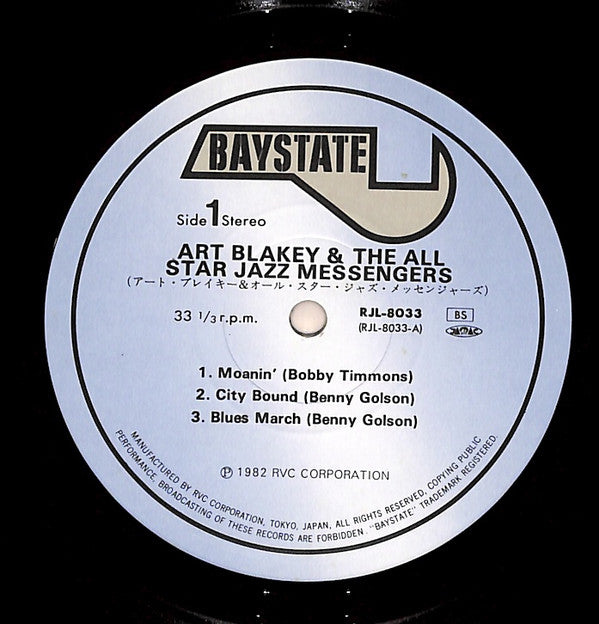 BAYSTATE
Side 1 Stereo
ART BLAKEY & THE ALL
STAR JAZZ MESSENGERS
(アート・ブレイキー&オール・スター・ジャズ・メッセンジャーズ)
33 1/3 r.p.m.
RJL-8033
(RJL-8033-A)
BS
1. Moanin' (Bobby Timmons)
2. City Bound (Benny Golson)
3. Blues March (Benny Golson)
Ⓟ 1982 RVC CORPORATION
MANUFACTURED BY RVC CORPORATION, TOKYO, JAPAN, ALL RIGHTS RESERVED, COPYING PUBLIC
PERFORMANCE, BROADCASTING OF THESE RECORDS ARE FORBIDDEN. "BAYSTATE" TRADEMARK REGISTERED.